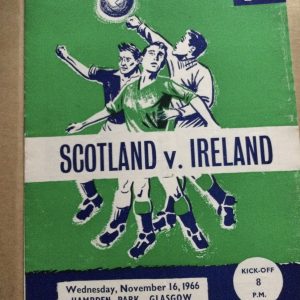 SCOTLAND v. IRELAND
Wednesday, November 16, 1966
HAMPDEN PARK, GLASGOW
KICK-OFF
8
P.M.